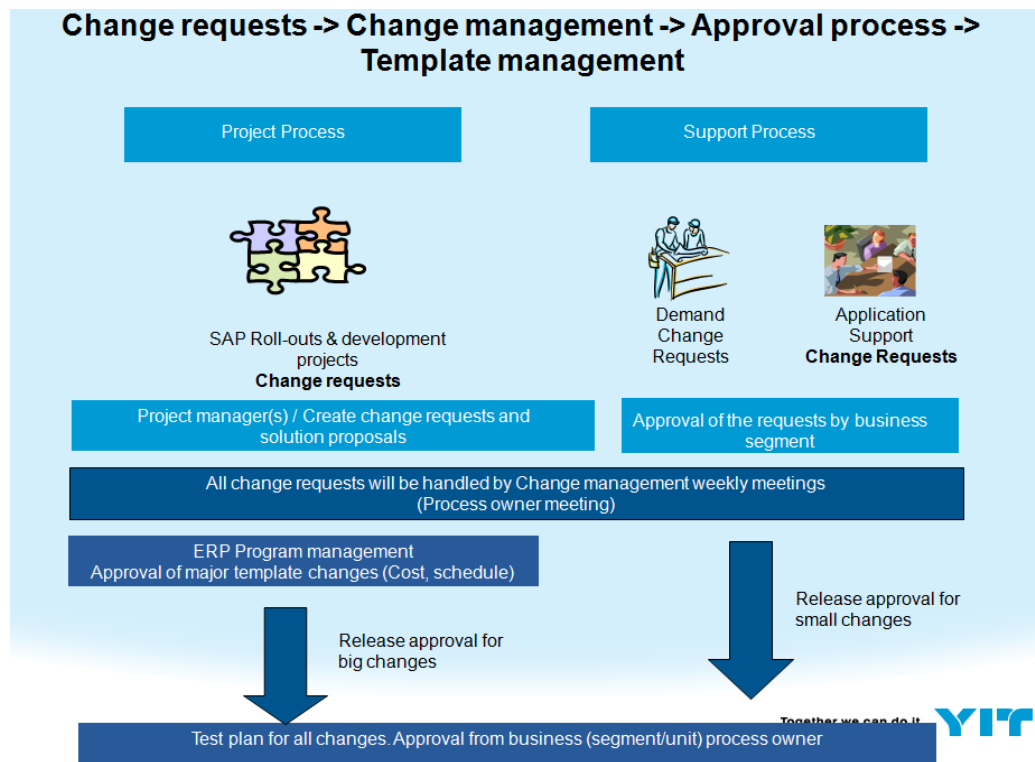 Change requests -> Change management -> Approval process ->
Template management
Project Process
Support Process
SAP Roll-outs & development
projects
Change requests
Demand
Change
Requests
Application
Support
Change Requests
Project manager(s) / Create change requests and
solution proposals
Approval of the requests by business
segment
All change requests will be handled by Change management weekly meetings
(Process owner meeting)
ERP Program management
Approval of major template changes (Cost, schedule)
Release approval for
big changes
Release approval for
small changes
Together we can do it
YIT
Test plan for all changes. Approval from business (segment/unit) process owner